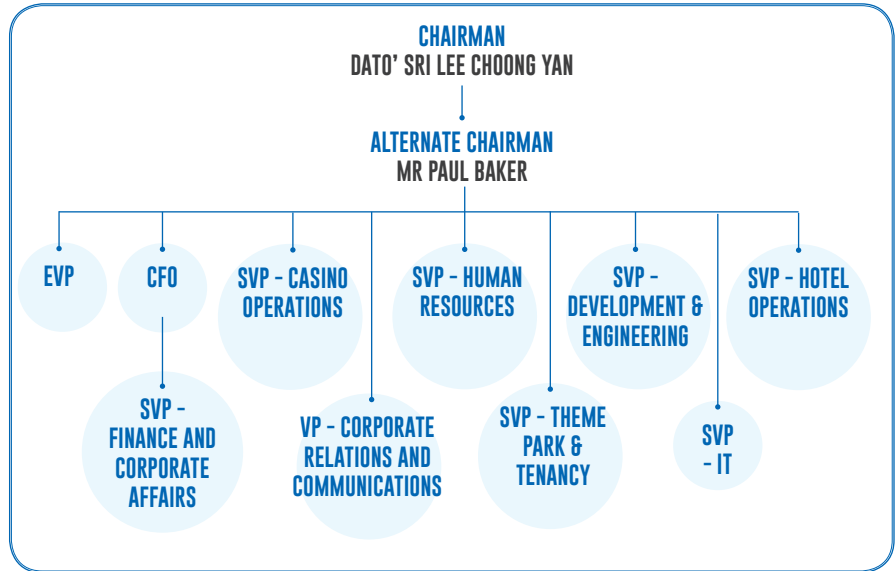 CHAIRMAN
DATO' SRI LEE CHOONG YAN
ALTERNATE CHAIRMAN
MR PAUL BAKER
EVP
CFO
SVP - CASINO
OPERATIONS
SVP - HUMAN
RESOURCES
SVP -
DEVELOPMENT &
ENGINEERING
SVP - HOTEL
OPERATIONS
SVP -
FINANCE AND
CORPORATE
AFFAIRS
VP - CORPORATE
RELATIONS AND
COMMUNICATIONS
SVP - THEME
PARK &
TENANCY
SVP
- IT